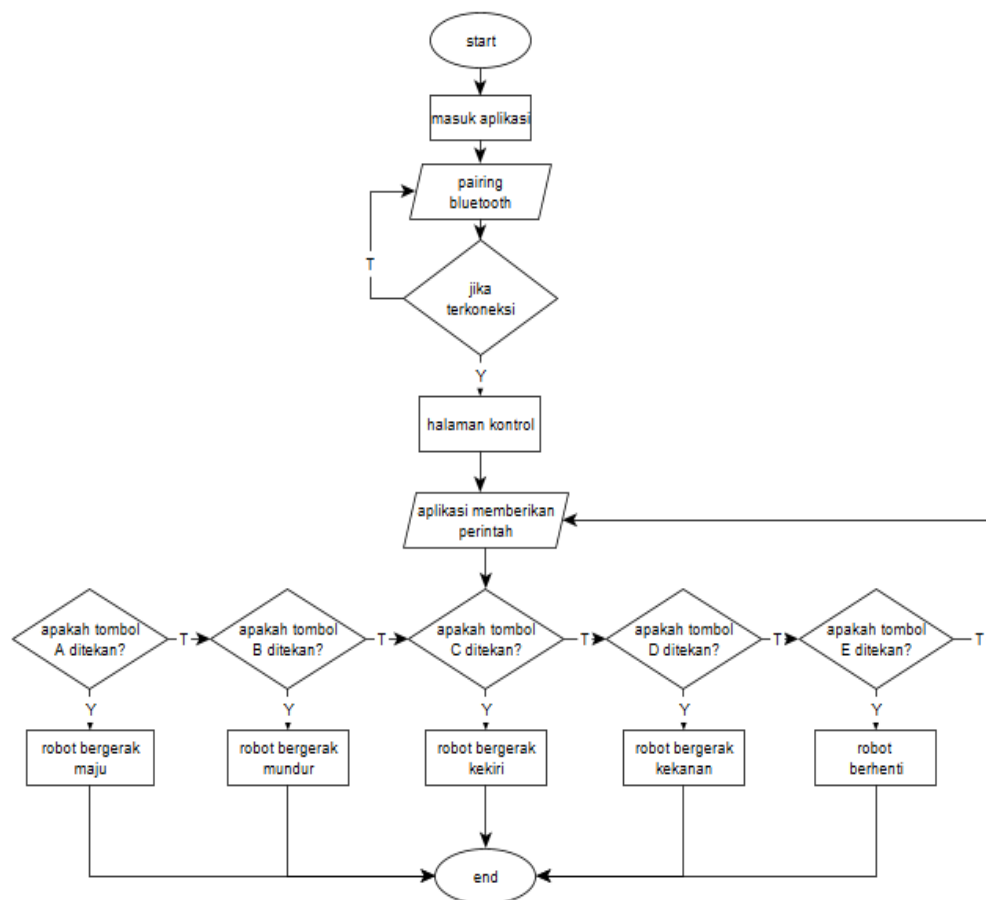 start
masuk aplikasi
pairing
bluetooth
T
jika
terkoneksi
Y
halaman kontrol
aplikasi memberikan
perintah
apakah tombol
A ditekan?
T
apakah tombol
B ditekan?
T
apakah tombol
C ditekan?
T
apakah tombol
D ditekan?
T
apakah tombol
E ditekan?
T
Y
Y
Y
Y
Y
robot bergerak
maju
robot bergerak
mundur
robot bergerak
kekiri
robot bergerak
kekanan
robot
berhenti
end